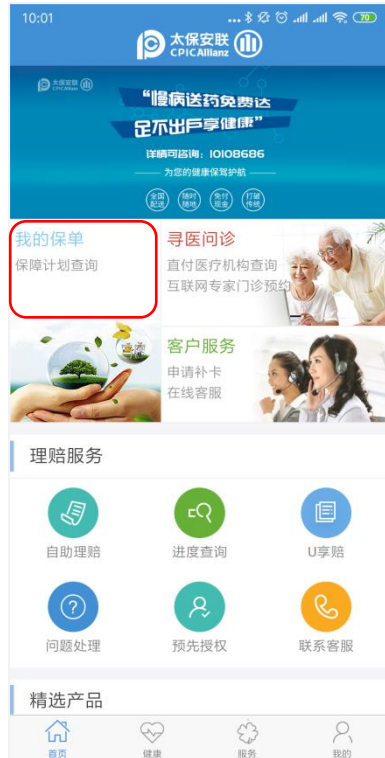 10:01
70
太保安联
CPICAllianz
太保安联
CPICAllianz
“慢病送药免费达
足不出户享健康”
详情可咨询：10108686
为您的健康保驾护航
全国配送
随时随地
免付现金
打破传统
我的保单
保障计划查询
寻医问诊
直付医疗机构查询
互联网专家门诊预约
客户服务
申请补卡
在线客服
理赔服务
自助理赔
进度查询
U享赔
问题处理
预先授权
联系客服
精选产品
首页
健康
服务
我的